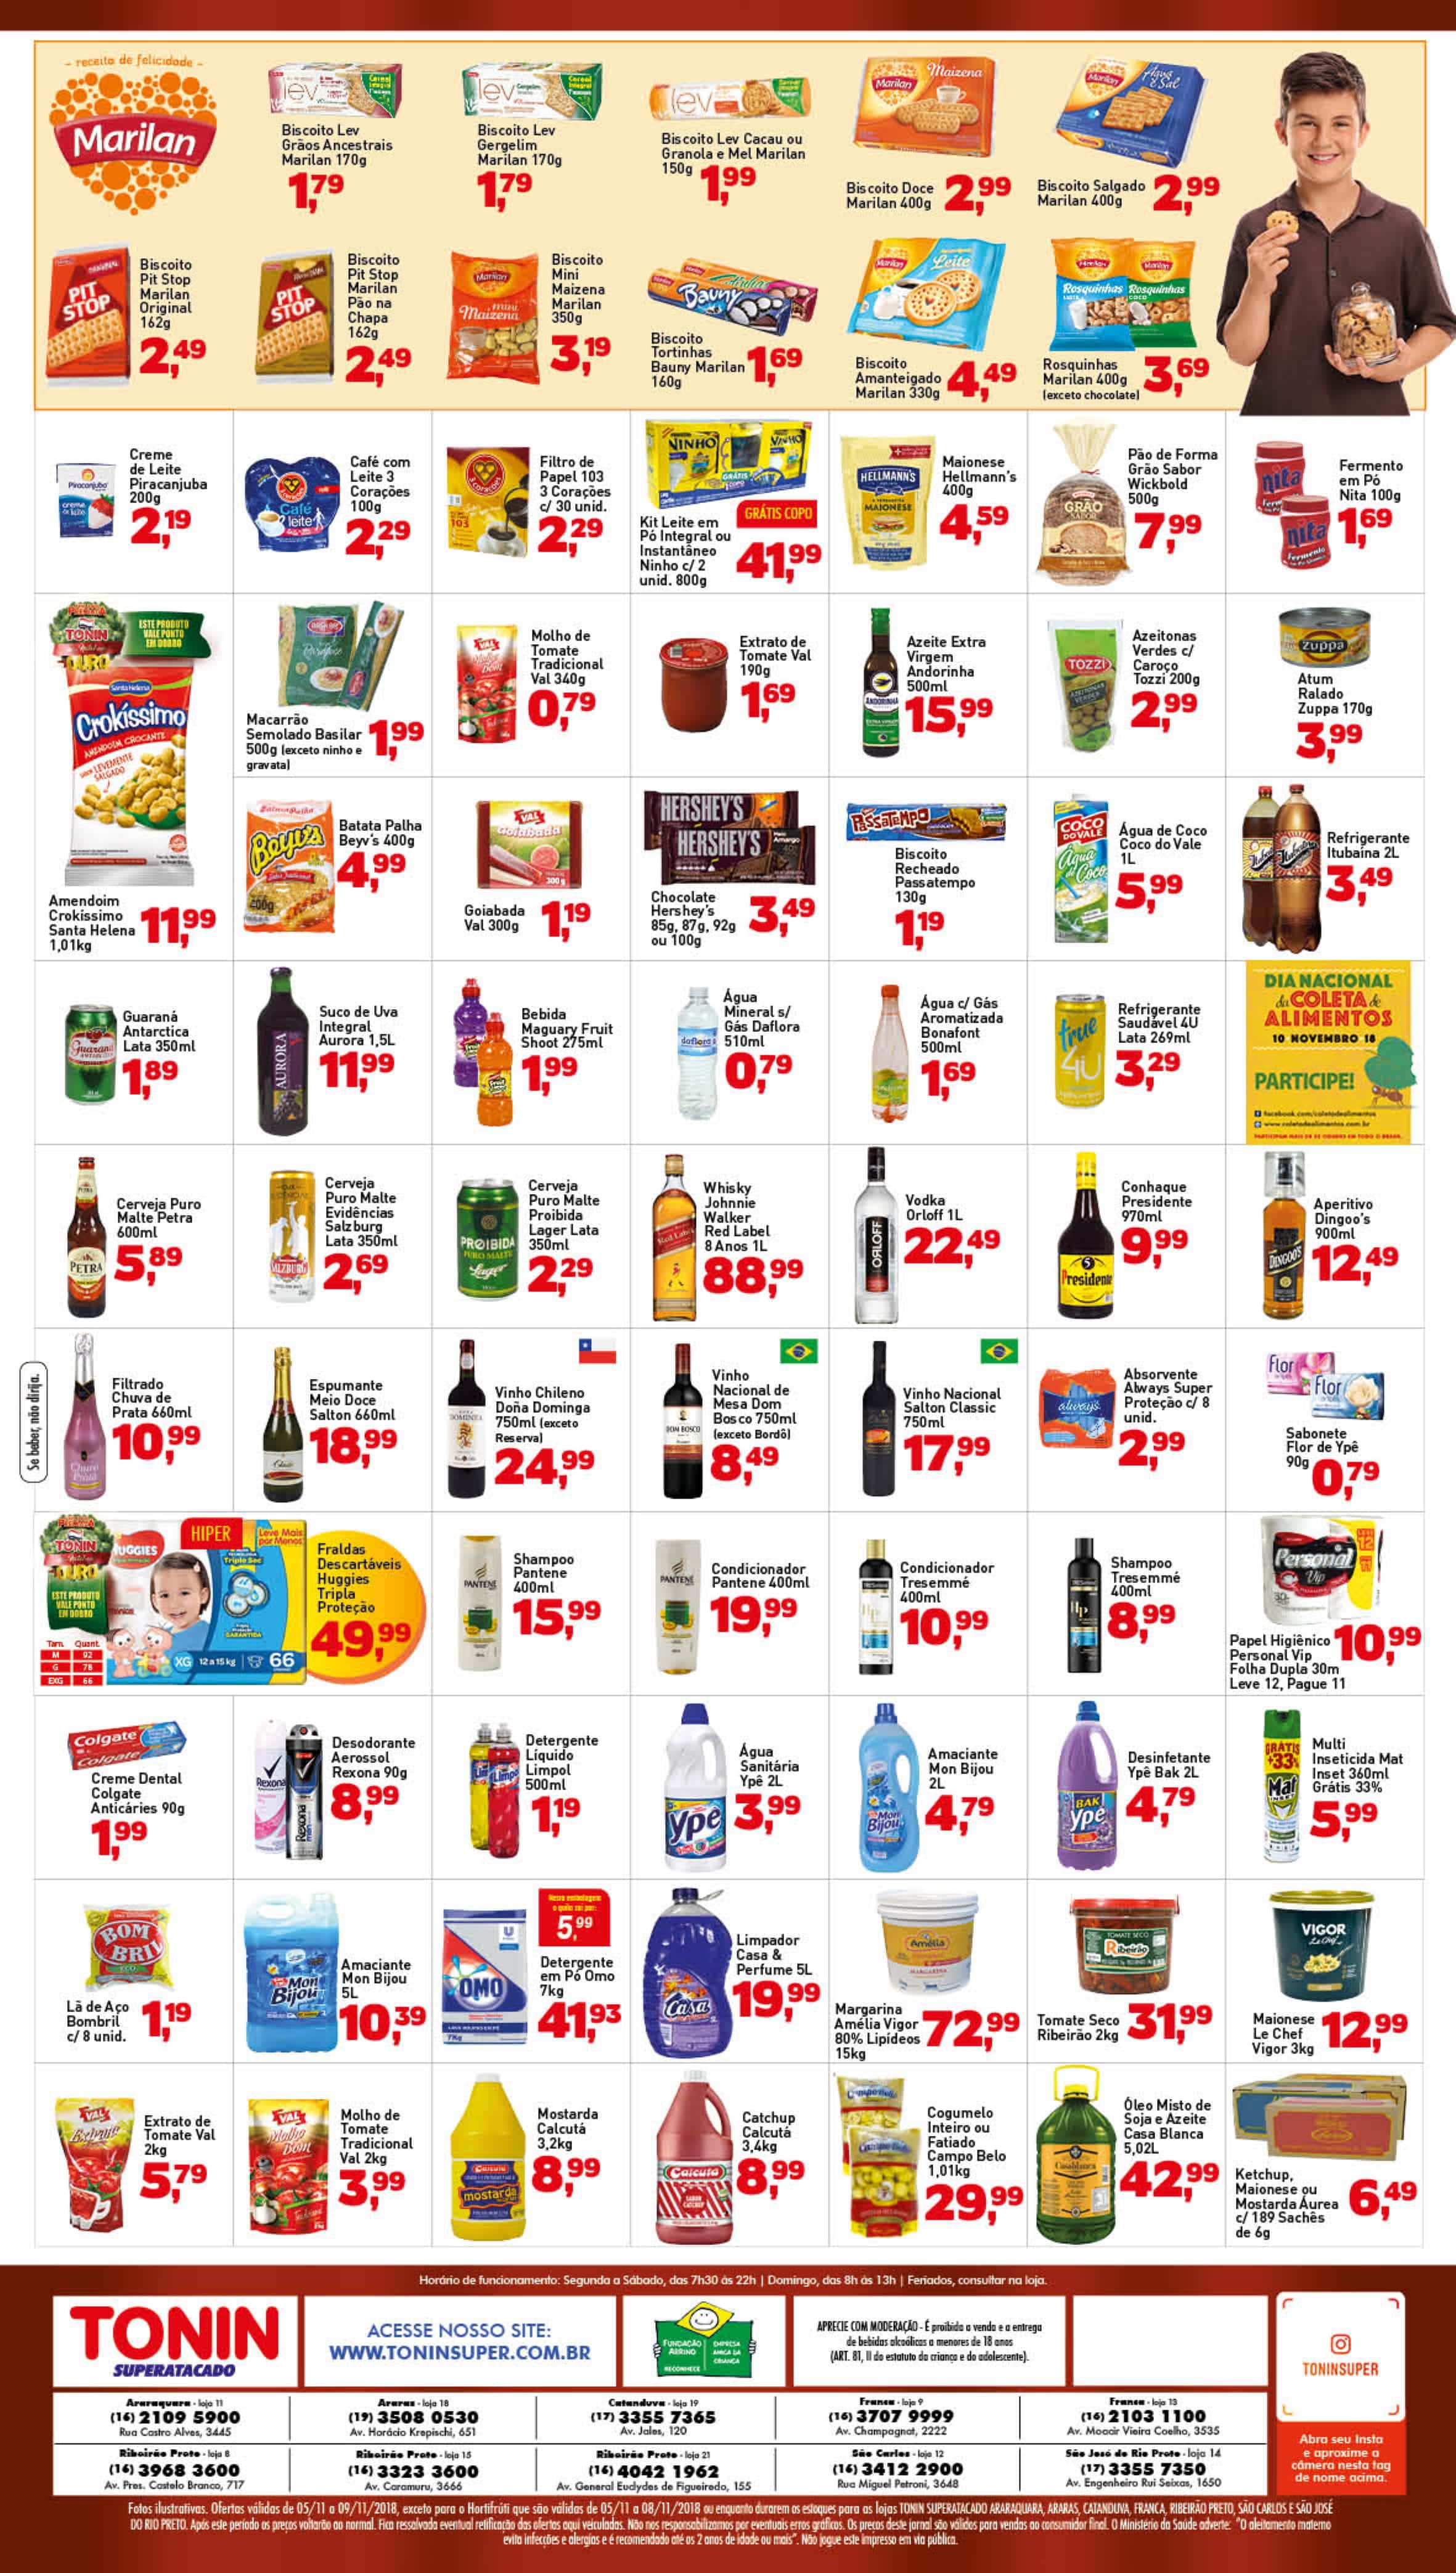 - receita de felicidade -
Marilan
Biscoito Lev
Grãos Ancestrais
Marilan 170g
1,79
Biscoito Lev
Gergelim
Marilan 170g
1,79
Biscoito Lev Cacau ou
Granola e Mel Marilan
150g
1,99
Biscoito Doce
Marilan 400g
2,99
Biscoito Salgado
Marilan 400g
2,99
Biscoito
Pit Stop
Marilan
Original
162g
2,49
Biscoito
Pit Stop
Marilan
Pão na
Chapa
162g
2,49
Biscoito
Mini
Maizena
Marilan
350g
3,19
Biscoito
Tortinhas
Bauny Marilan
160g
1,69
Biscoito
Amanteigado
Marilan 330g
4,49
Rosquinhas
Marilan 400g
(exceto chocolate)
3,69
Creme
de Leite
Piracanjuba
200g
2,19
Café com
Leite 3
Corações
100g
2,29
Filtro de
Papel 103
3 Corações
c/ 30 unid.
2,29
GRÁTIS COPO
Kit Leite em
Pó Integral ou
Instantâneo
Ninho c/ 2
unid. 800g
41,99
Maionese
Hellmann's
400g
4,59
Pão de Forma
Grão Sabor
Wickbold
500g
7,99
Fermento
em Pó
Nita 100g
1,69
ESTE PRODUTO
VALE PONTO
EM DOBRO
Amendoim
Crokissimo
Santa Helena
1,01kg
11,99
Macarrão
Semolado Basilar
500g (exceto ninho e
gravata)
1,99
Molho de
Tomate
Tradicional
Val 340g
0,79
Extrato de
Tomate Val
190g
1,69
Azeite Extra
Virgem
Andorinha
500ml
15,99
Azeitonas
Verdes c/
Caroço
Tozzi 200g
2,99
Atum
Ralado
Zuppa 170g
3,99
Batata Palha
Beyv's 400g
4,99
Goiabada
Val 300g
1,19
Chocolate
Hershey's
85g, 87g, 92g
ou 100g
3,49
Biscoito
Recheado
Passatempo
130g
1,19
Água de Coco
Coco do Vale
1L
5,99
Refrigerante
Itubaína 2L
3,49
Guaraná
Antarctica
Lata 350ml
1,89
Suco de Uva
Integral
Aurora 1,5L
11,99
Bebida
Maguary Fruit
Shoot 275ml
1,99
Água
Mineral s/
Gás Daflora
510ml
0,79
Água c/ Gás
Aromatizada
Bonafont
500ml
1,69
Refrigerante
Saudável 4U
Lata 269ml
3,29
DIA NACIONAL
da COLETA de
ALIMENTOS
10 NOVEMBRO 18
PARTICIPE!
facebook.com/coletadealimentos
www.coletadealimentos.com.br
Cerveja Puro
Malte Petra
600ml
5,89
Cerveja
Puro Malte
Evidências
Salzburg
Lata 350ml
2,69
Cerveja
Puro Malte
Proibida
Lager Lata
350ml
2,29
Whisky
Johnnie
Walker
Red Label
8 Anos 1L
88,99
Vodka
Orloff 1L
22,49
Conhaque
Presidente
970ml
9,99
Aperitivo
Dingoo's
900ml
12,49
Se beber, não dirija.
Filtrado
Chuva de
Prata 660ml
10,99
Espumante
Meio Doce
Salton 660ml
18,99
Vinho Chileno
Doña Dominga
750ml (exceto
Reserva)
24,99
Vinho
Nacional de
Mesa Dom
Bosco 750ml
(exceto Bordô)
8,49
Vinho Nacional
Salton Classic
750ml
17,99
Absorvente
Always Super
Proteção c/ 8
unid.
2,99
Sabonete
Flor de Ypê
90g
0,79
ESTE PRODUTO
VALE PONTO
EM DOBRO
Tam. Quant.
M 92
G 78
EXG 66
HIPER
Leve Mais
por Menos
XG 12 a 15 kg 66
Fraldas
Descartáveis
Huggies
Tripla
Proteção
49,99
Shampoo
Pantene
400ml
15,99
Condicionador
Pantene 400ml
19,99
Condicionador
Tresemmé
400ml
10,99
Shampoo
Tresemmé
400ml
8,99
Papel Higiênico
Personal Vip
Folha Dupla 30m
Leve 12, Pague 11
10,99
Creme Dental
Colgate
Anticáries 90g
1,99
Desodorante
Aerossol
Rexona 90g
8,99
Detergente
Líquido
Limpol
500ml
1,19
Água
Sanitária
Ypê 2L
3,99
Amaciante
Mon Bijou
2L
4,79
Desinfetante
Ypê Bak 2L
4,79
Multi
Inseticida Mat
Inset 360ml
Grátis 33%
5,99
Lã de Aço
Bombril
c/ 8 unid.
1,19
Amaciante
Mon Bijou
5L
10,39
Nesta embalagem
o quilo sai por:
5,99
Detergente
em Pó Omo
7kg
41,93
Limpador
Casa &
Perfume 5L
19,99
Margarina
Amélia Vigor
80% Lipídeos
15kg
72,99
Tomate Seco
Ribeirão 2kg
31,99
Maionese
Le Chef
Vigor 3kg
12,99
Extrato de
Tomate Val
2kg
5,79
Molho de
Tomate
Tradicional
Val 2kg
3,99
Mostarda
Calcutá
3,2kg
8,99
Catchup
Calcutá
3,4kg
8,99
Cogumelo
Inteiro ou
Fatiado
Campo Belo
1,01kg
29,99
Óleo Misto de
Soja e Azeite
Casa Blanca
5,02L
42,99
Ketchup,
Maionese ou
Mostarda Áurea
c/ 189 Sachês
de 6g
6,49
Horário de funcionamento: Segunda a Sábado, das 7h30 às 22h | Domingo, das 8h às 13h | Feriados, consultar na loja.
TONIN
SUPERATACADO
ACESSE NOSSO SITE:
WWW.TONINSUPER.COM.BR
FUNDAÇÃO ABRINQ
RECONHECE
EMPRESA AMIGA DA CRIANÇA
APRECIE COM MODERAÇÃO - É proibida a venda e a entrega
de bebidas alcoólicas a menores de 18 anos
(ART. 81, II do estatuto da criança e do adolescente).
TONINSUPER
Abra seu Insta
e aproxime a
câmera nesta tag
de nome acima.
Araraquara - loja 11
(16) 2109 5900
Rua Castro Alves, 3445
Araras - loja 18
(19) 3508 0530
Av. Horácio Krepischi, 651
Catanduva - loja 19
(17) 3355 7365
Av. Jales, 120
Franca - loja 9
(16) 3707 9999
Av. Champagnat, 2222
Franca - loja 13
(16) 2103 1100
Av. Moacir Vieira Coelho, 3535
Ribeirão Preto - loja 8
(16) 3968 3600
Av. Pres. Castelo Branco, 717
Ribeirão Preto - loja 15
(16) 3323 3600
Av. Caramuru, 3666
Ribeirão Preto - loja 21
(16) 4042 1962
Av. General Euclydes de Figueiredo, 155
São Carlos - loja 12
(16) 3412 2900
Rua Miguel Petroni, 3648
São José do Rio Preto - loja 14
(17) 3355 7350
Av. Engenheiro Rui Seixas, 1650
Fotos ilustrativas. Ofertas válidas de 05/11 a 09/11/2018, exceto para o Hortifrúti que são válidas de 05/11 a 08/11/2018 ou enquanto durarem os estoques para as lojas TONIN SUPERATACADO ARARAQUARA, ARARAS, CATANDUVA, FRANCA, RIBEIRÃO PRETO, SÃO CARLOS E SÃO JOSÉ
DO RIO PRETO. Após este período os preços voltarão ao normal. Fica ressalvada eventual retificação das ofertas aqui veiculadas. Não nos responsabilizamos por eventuais erros gráficos. Os preços deste jornal são válidos para vendas ao consumidor final. O Ministério da Saúde adverte: "O aleitamento materno
evita infecções e alergias e é recomendado até os 2 anos de idade ou mais". Não jogue este impresso em via pública.